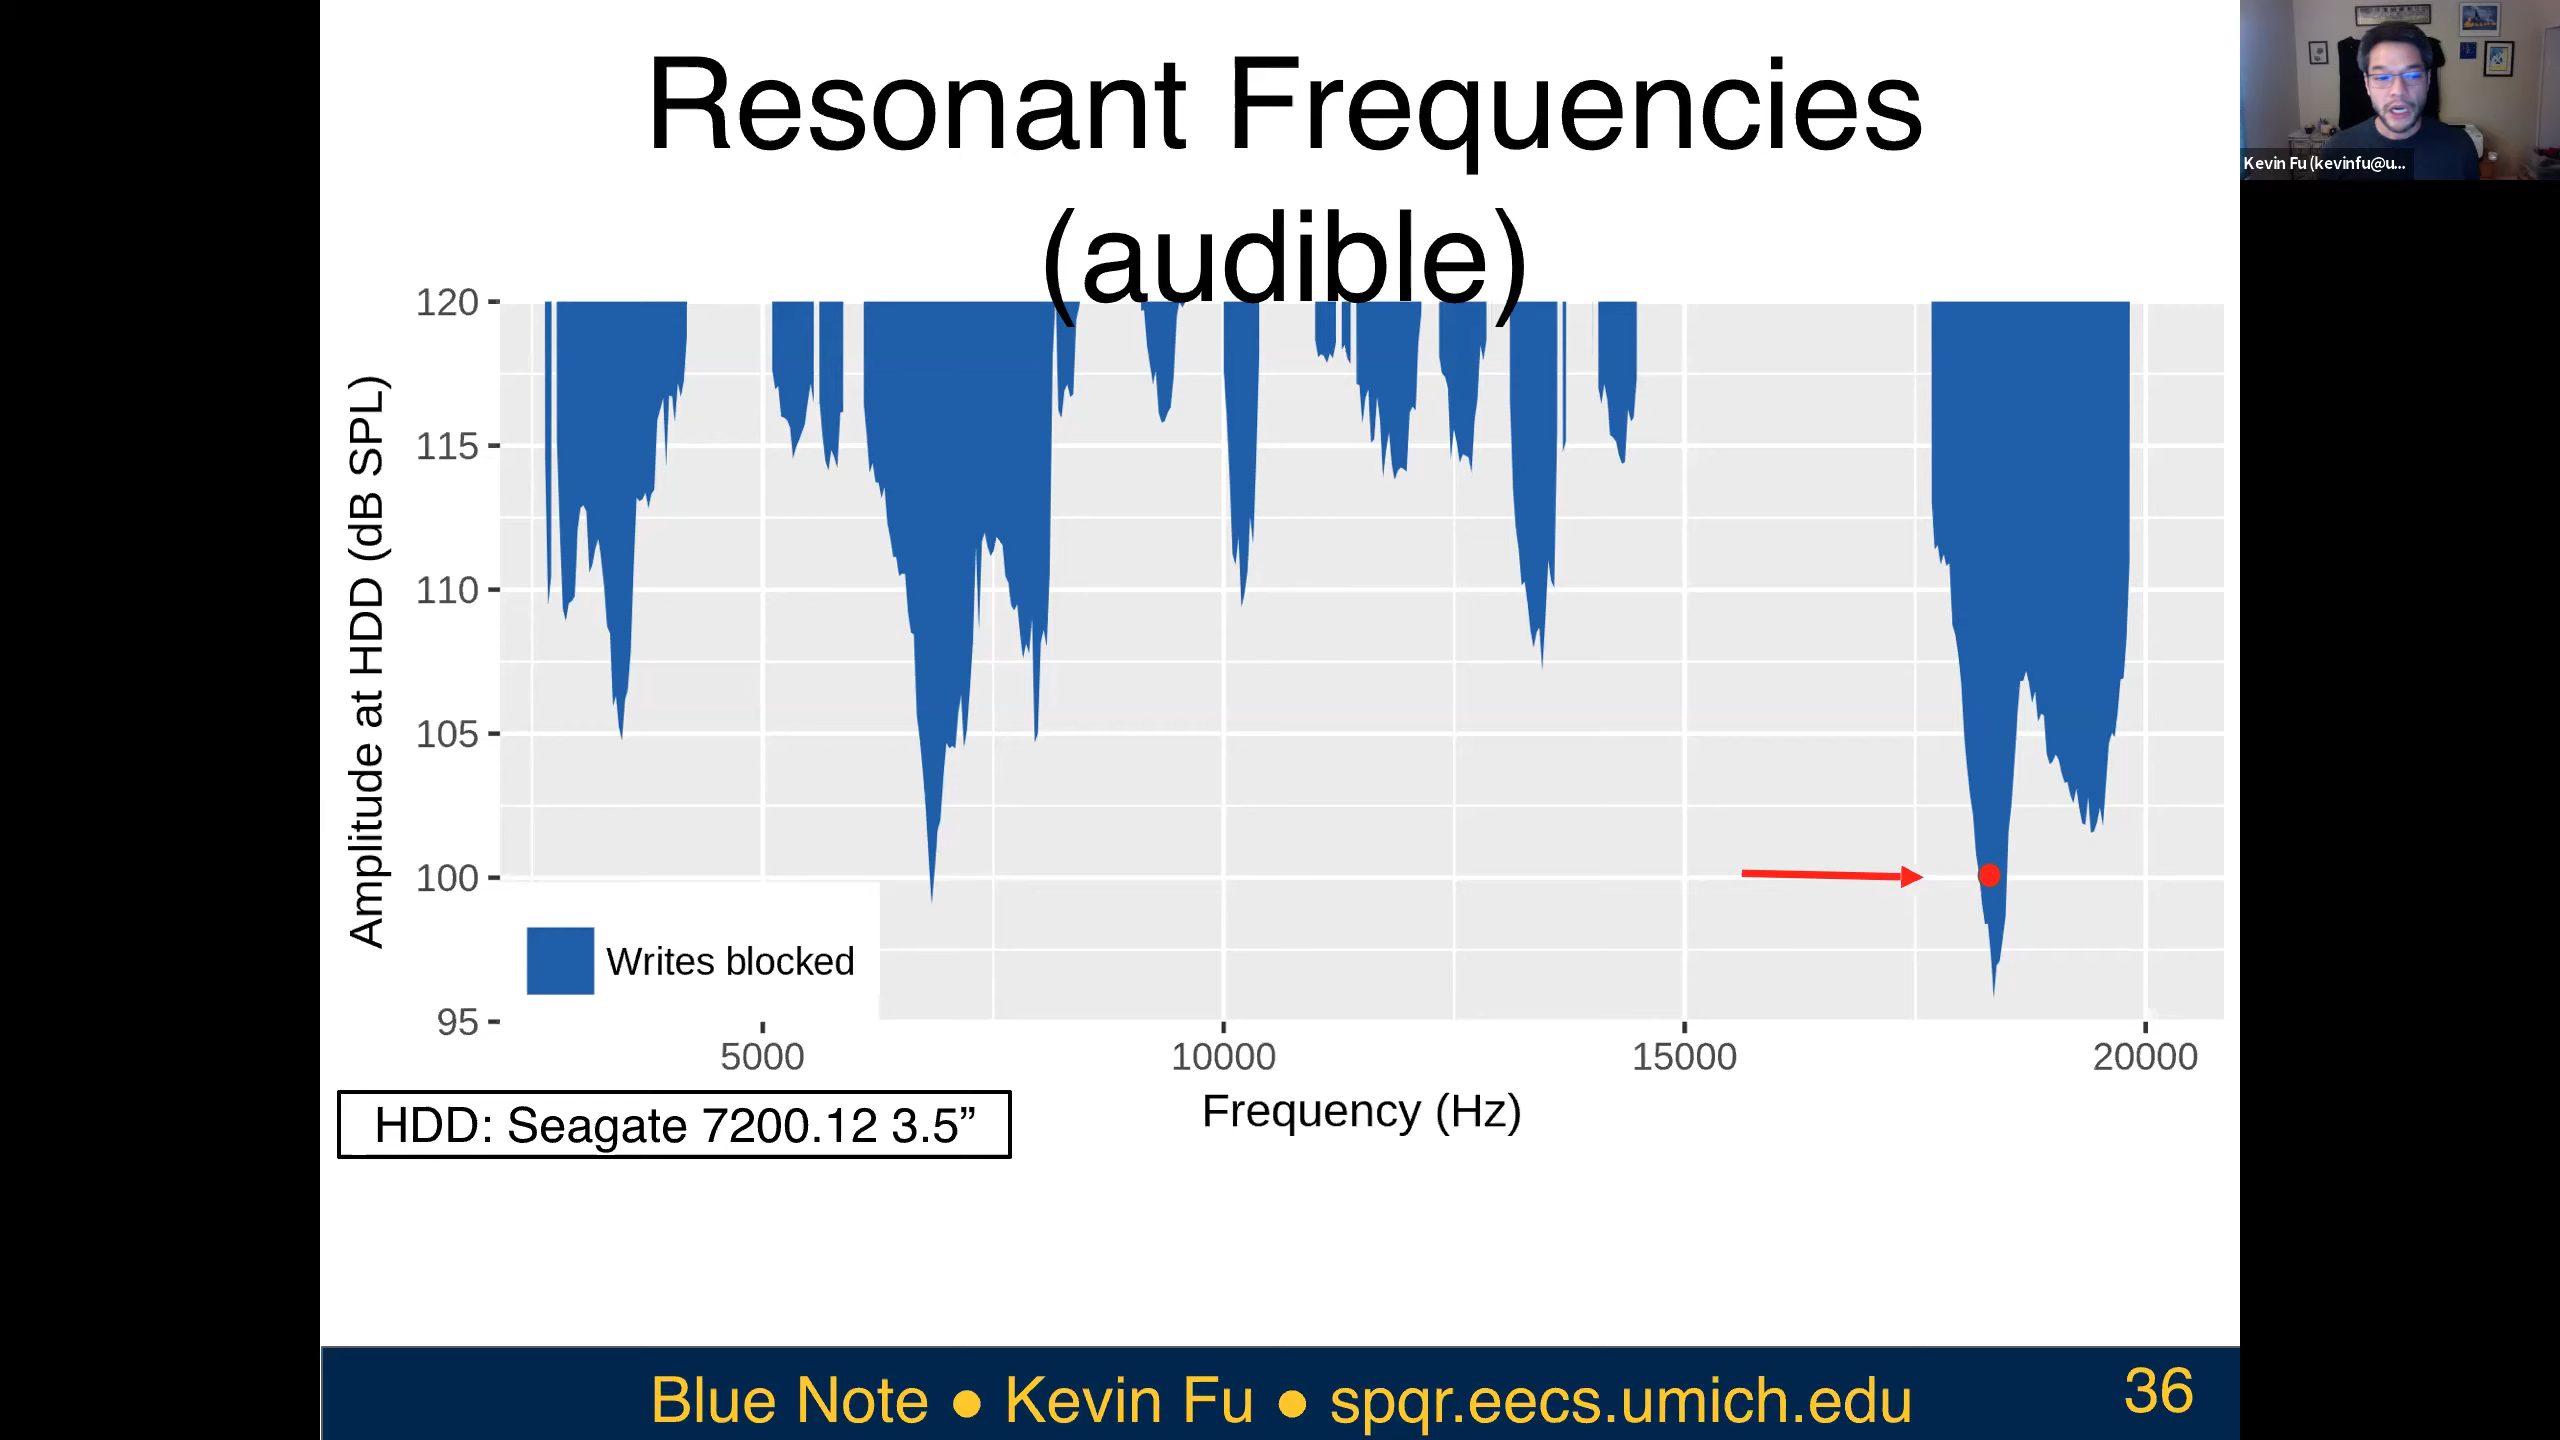 Resonant Frequencies
(audible)
Kevin Fu (kevinfu@u...
120
115
110
105
100
95
Amplitude at HDD (dB SPL)
Writes blocked
5000 10000 15000 20000
Frequency (Hz)
HDD: Seagate 7200.12 3.5”
Blue Note ● Kevin Fu ● spqr.eecs.umich.edu
36